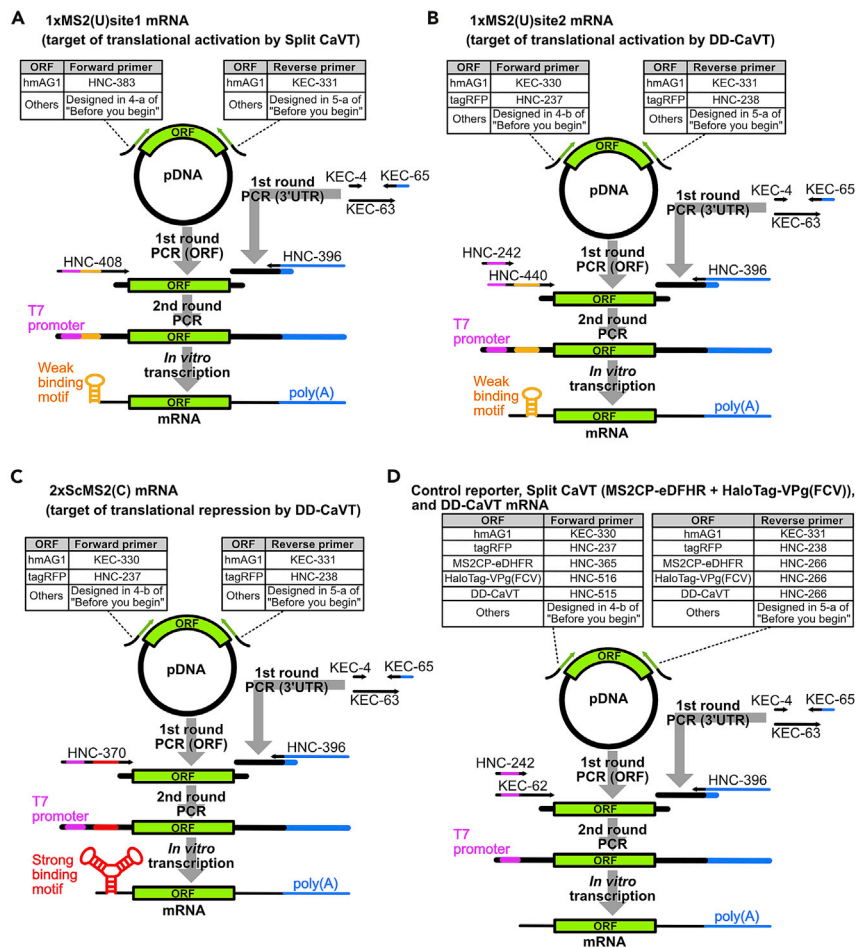 A
1xMS2(U)site1 mRNA
(target of translational activation by Split CaVT)
ORF Forward primer
hmAG1 HNC-383
Others Designed in 4-a of
"Before you begin"
ORF Reverse primer
hmAG1 KEC-331
Others Designed in 5-a of
"Before you begin"
ORF
pDNA
1st round
PCR (3'UTR)
KEC-4 KEC-65
KEC-63
1st round
PCR (ORF)
HNC-408
HNC-396
ORF
2nd round
PCR
T7
promoter
ORF
In vitro
transcription
Weak
binding
motif
poly(A)
ORF
mRNA
B
1xMS2(U)site2 mRNA
(target of translational activation by DD-CaVT)
ORF Forward primer
hmAG1 KEC-330
tagRFP HNC-237
Others Designed in 4-b of
"Before you begin"
ORF Reverse primer
hmAG1 KEC-331
tagRFP HNC-238
Others Designed in 5-a of
"Before you begin"
ORF
pDNA
1st round
PCR (3'UTR)
KEC-4 KEC-65
KEC-63
1st round
PCR (ORF)
HNC-242
HNC-440
HNC-396
ORF
2nd round
PCR
T7
promoter
ORF
In vitro
transcription
Weak
binding
motif
poly(A)
ORF
mRNA
C
2xScMS2(C) mRNA
(target of translational repression by DD-CaVT)
ORF Forward primer
hmAG1 KEC-330
tagRFP HNC-237
Others Designed in 4-b of
"Before you begin"
ORF Reverse primer
hmAG1 KEC-331
tagRFP HNC-238
Others Designed in 5-a of
"Before you begin"
ORF
pDNA
1st round
PCR (3'UTR)
KEC-4 KEC-65
KEC-63
1st round
PCR (ORF)
HNC-370
HNC-396
ORF
2nd round
PCR
T7
promoter
ORF
In vitro
transcription
Strong
binding
motif
poly(A)
ORF
mRNA
D
Control reporter, Split CaVT (MS2CP-eDFHR + HaloTag-VPg(FCV)),
and DD-CaVT mRNA
ORF Forward primer
hmAG1 KEC-330
tagRFP HNC-237
MS2CP-eDHFR HNC-365
HaloTag-VPg(FCV) HNC-516
DD-CaVT HNC-515
Others Designed in 4-b of
"Before you begin"
ORF Reverse primer
hmAG1 KEC-331
tagRFP HNC-238
MS2CP-eDHFR HNC-266
HaloTag-VPg(FCV) HNC-266
DD-CaVT HNC-266
Others Designed in 5-a of
"Before you begin"
ORF
pDNA
1st round
PCR (3'UTR)
KEC-4 KEC-65
KEC-63
1st round
PCR (ORF)
HNC-242
KEC-62
HNC-396
ORF
2nd round
PCR
T7
promoter
ORF
In vitro
transcription
poly(A)
ORF
mRNA